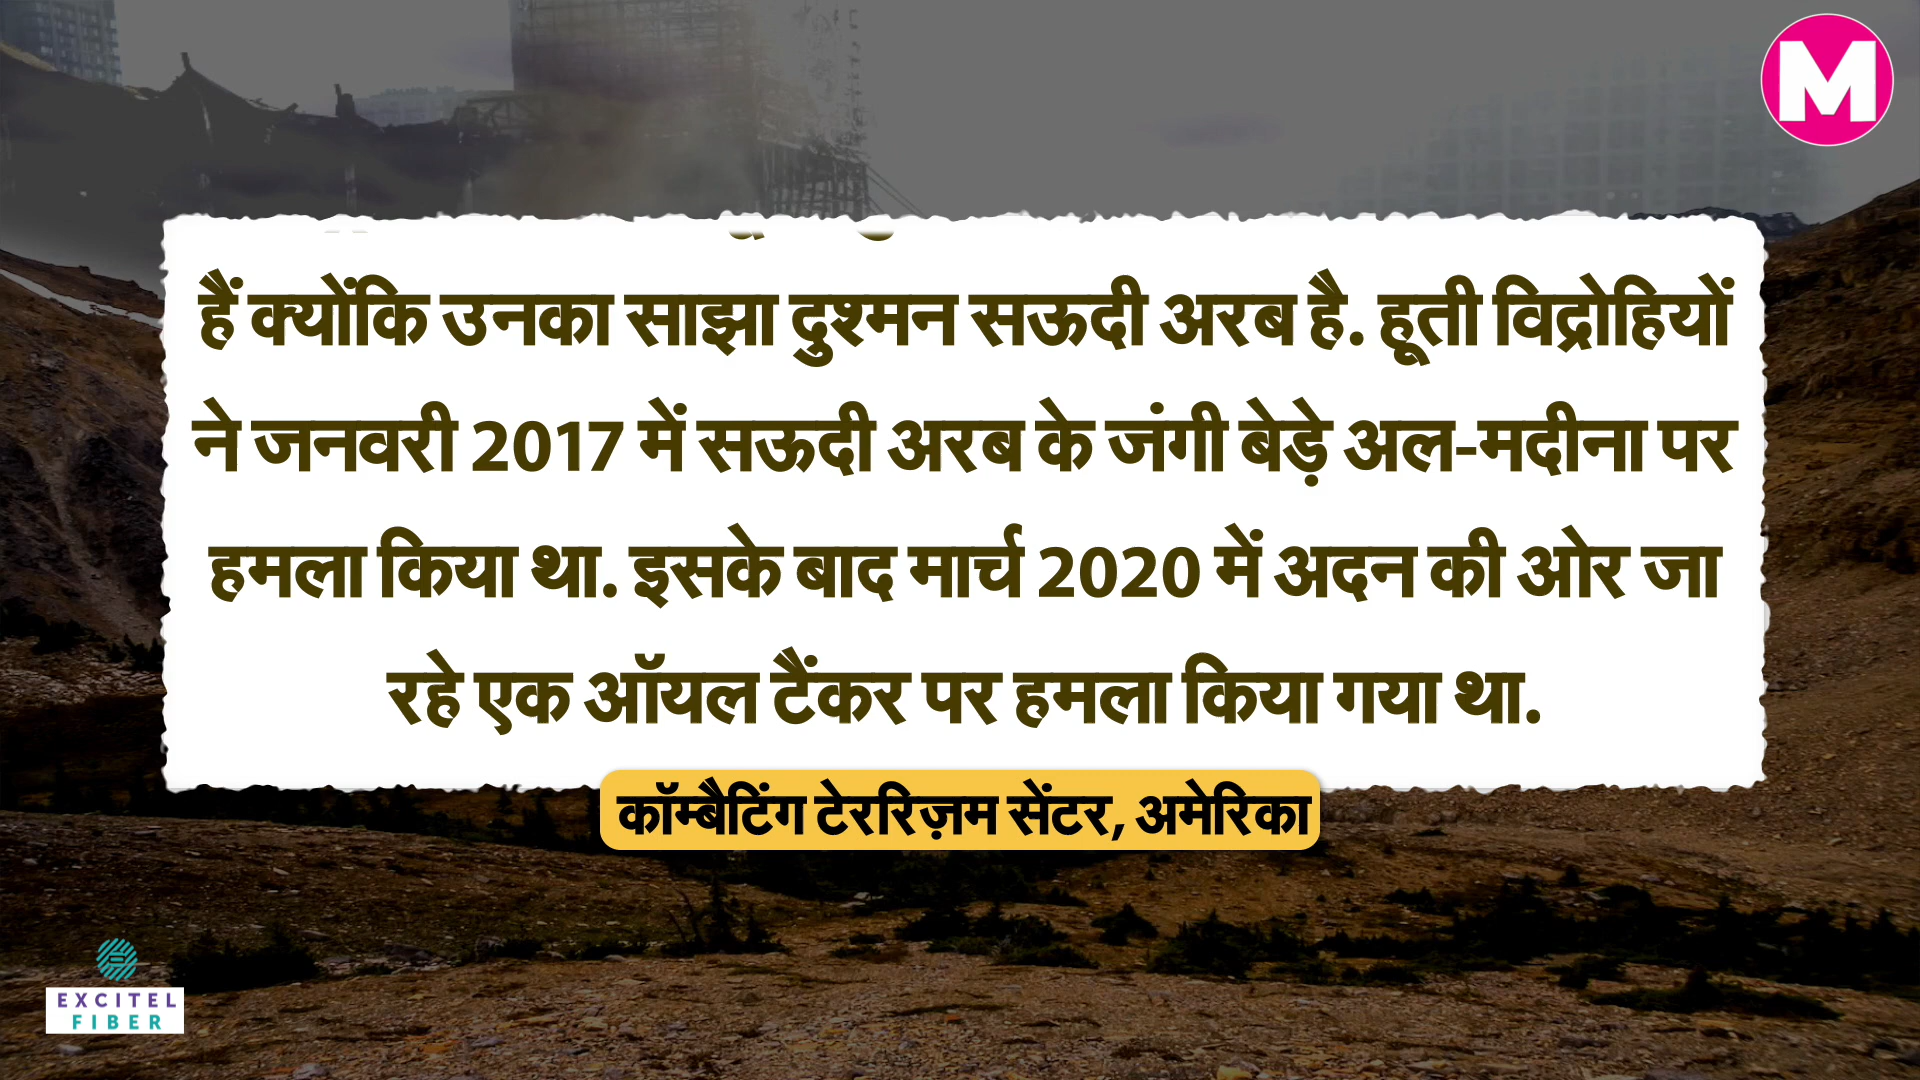 M
हैं क्योंकि उनका साझा दुश्मन सऊदी अरब है. हूती विद्रोहियों
ने जनवरी 2017 में सऊदी अरब के जंगी बेड़े अल-मदीना पर
हमला किया था. इसके बाद मार्च 2020 में अदन की ओर जा
रहे एक ऑयल टैंकर पर हमला किया गया था.
कॉम्बैटिंग टेररिज़म सेंटर, अमेरिका
EXCITEL
FIBER